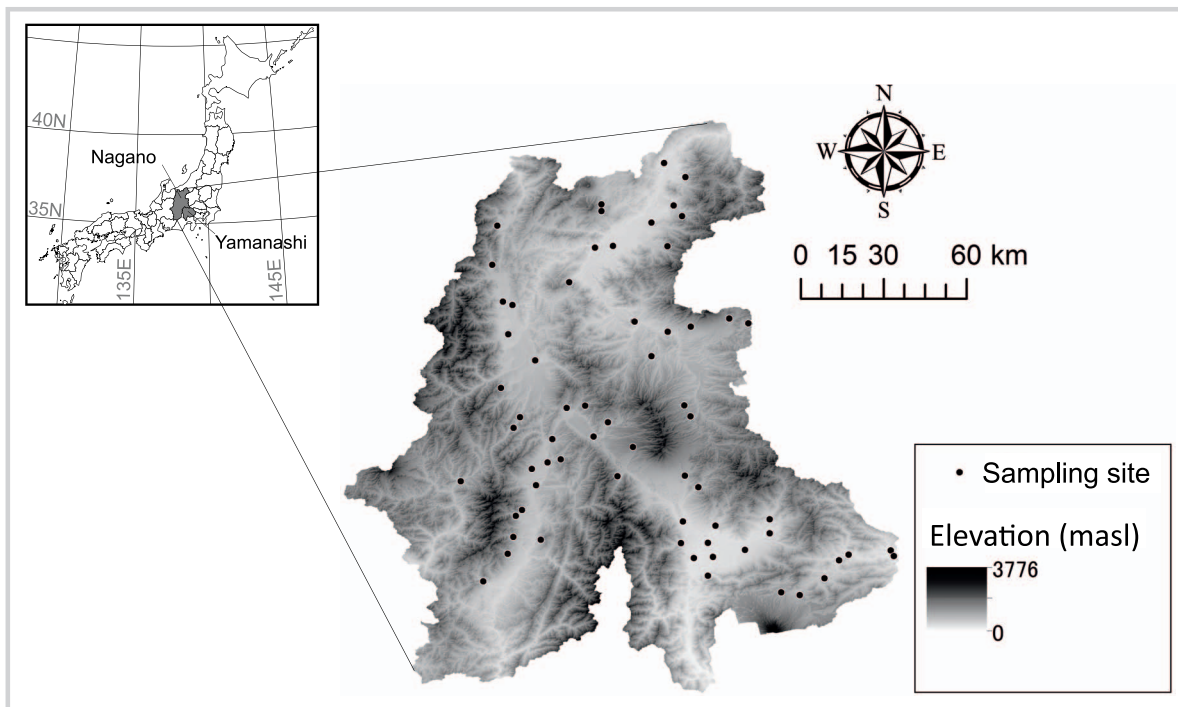 40N
Nagano
35N
Yamanashi
135E
145E
N
W E
S
0 15 30 60 km
Sampling site
Elevation (masl)
3776
0